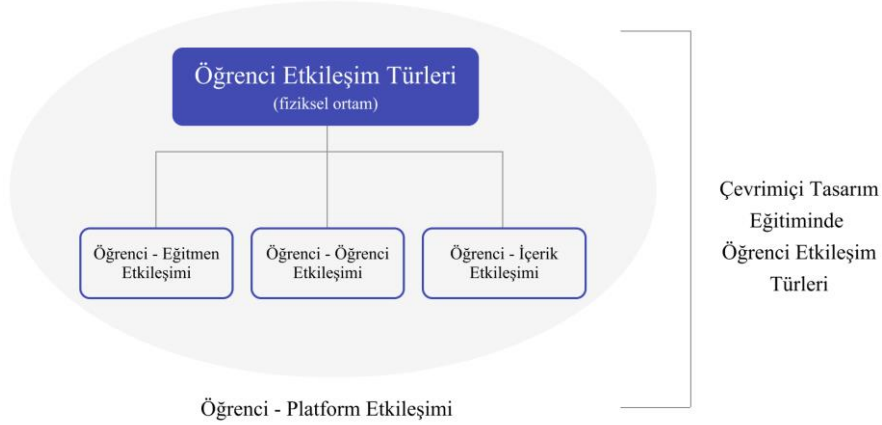 Öğrenci Etkileşim Türleri
(fiziksel ortam)
Öğrenci - Eğitmen
Etkileşimi
Öğrenci - Öğrenci
Etkileşimi
Öğrenci - İçerik
Etkileşimi
Öğrenci - Platform Etkileşimi
Çevrimiçi Tasarım
Eğitiminde
Öğrenci Etkileşim
Türleri